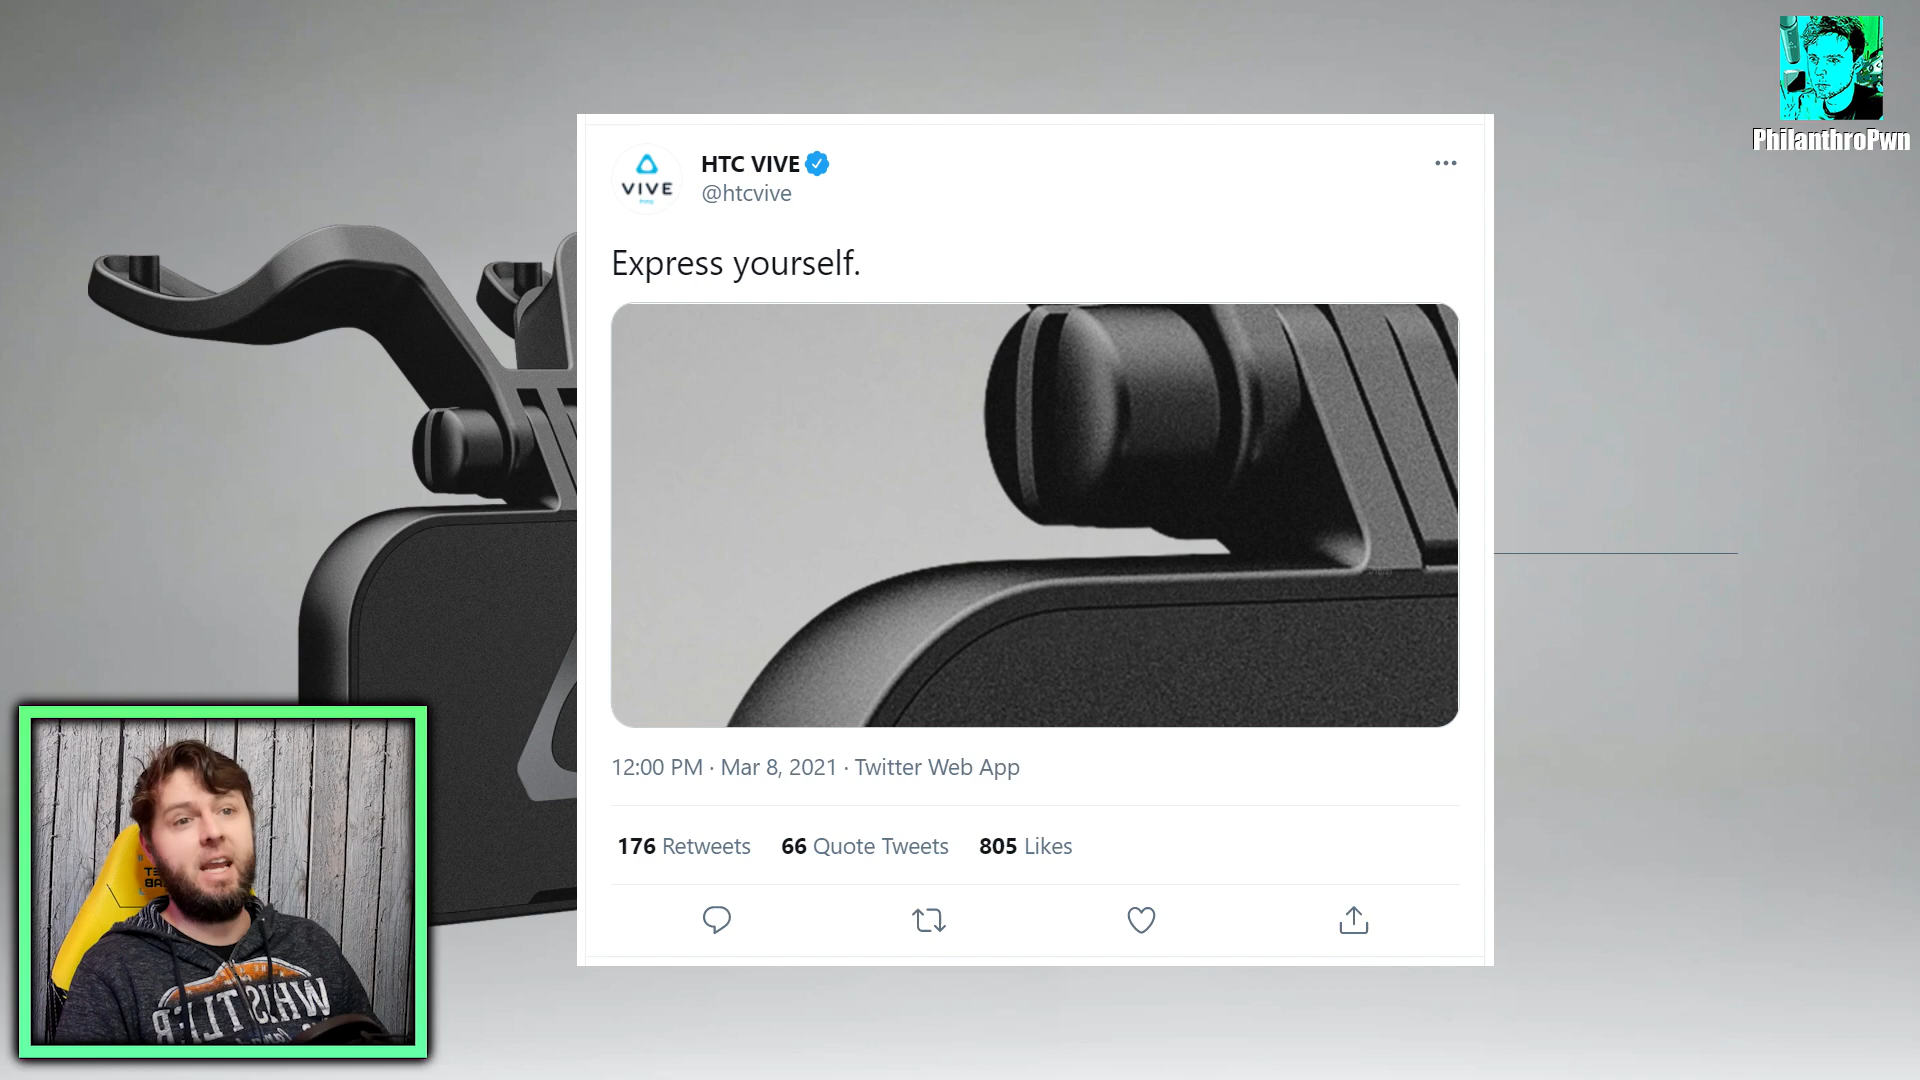 PhilanthroPwn
VIVE
HTC VIVE
@htcvive
Express yourself.
12:00 PM · Mar 8, 2021 · Twitter Web App
176 Retweets 66 Quote Tweets 805 Likes
WHISTLER